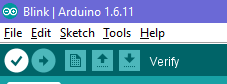 Blink | Arduino 1.6.11
File Edit Sketch Tools Help
Verify